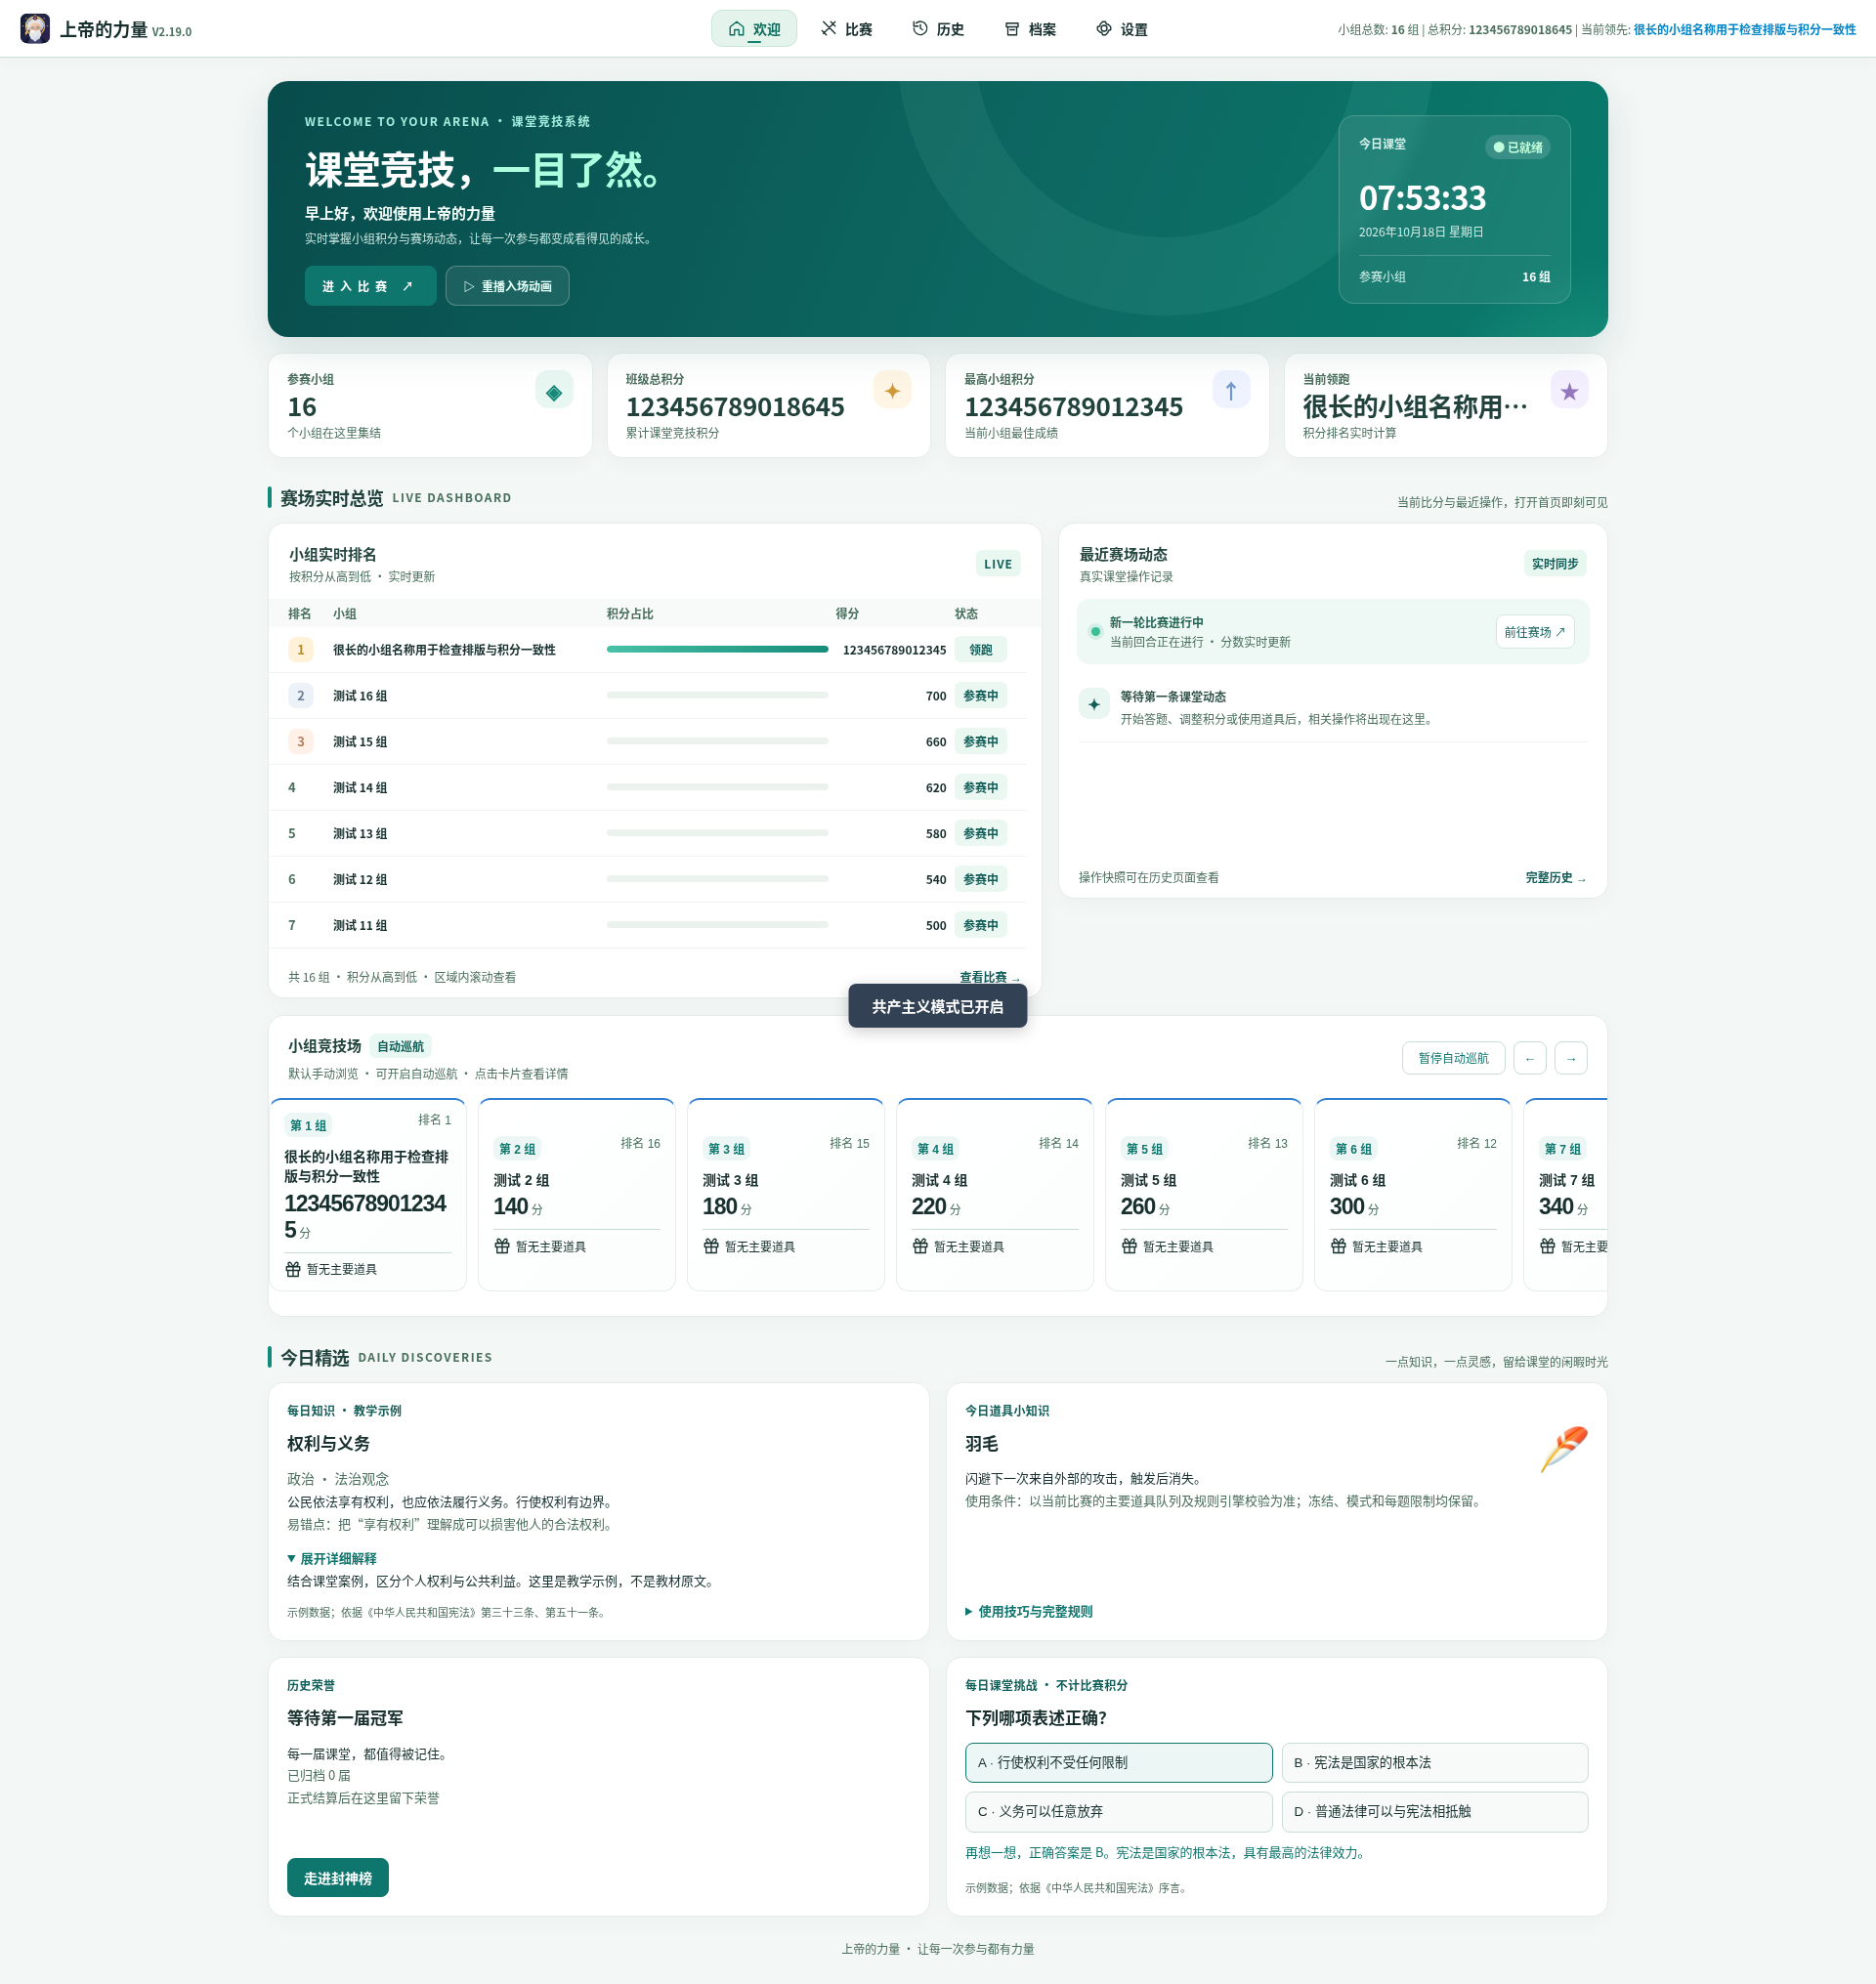 上帝的力量 V2.19.0
欢迎
比赛
历史
档案
设置
小组总数: 16 组 | 总积分: 123456789018645 | 当前领先: 很长的小组名称用于检查排版与积分一致性
WELCOME TO YOUR ARENA · 课堂竞技系统
课堂竞技，一目了然。
早上好，欢迎使用上帝的力量
实时掌握小组积分与赛场动态，让每一次参与都变成看得见的成长。
进入比赛 ↗
▷ 重播入场动画
今日课堂
已就绪
07:53:33
2026年10月18日 星期日
参赛小组
16 组
参赛小组
16
个小组在这里集结
班级总积分
123456789018645
累计课堂竞技积分
最高小组积分
123456789012345
当前小组最佳成绩
当前领跑
很长的小组名称用…
积分排名实时计算
赛场实时总览 LIVE DASHBOARD
当前比分与最近操作，打开首页即刻可见
小组实时排名
按积分从高到低 · 实时更新
LIVE
排名 小组 积分占比 得分 状态
1 很长的小组名称用于检查排版与积分一致性 123456789012345 领跑
2 测试 16 组 700 参赛中
3 测试 15 组 660 参赛中
4 测试 14 组 620 参赛中
5 测试 13 组 580 参赛中
6 测试 12 组 540 参赛中
7 测试 11 组 500 参赛中
共 16 组 · 积分从高到低 · 区域内滚动查看
查看比赛 →
最近赛场动态
真实课堂操作记录
实时同步
新一轮比赛进行中
当前回合正在进行 · 分数实时更新
前往赛场 ↗
等待第一条课堂动态
开始答题、调整积分或使用道具后，相关操作将出现在这里。
操作快照可在历史页面查看
完整历史 →
共产主义模式已开启
小组竞技场 自动巡航
默认手动浏览 · 可开启自动巡航 · 点击卡片查看详情
暂停自动巡航
←
→
第 1 组 排名 1
很长的小组名称用于检查排
版与积分一致性
12345678901234
5 分
暂无主要道具
第 2 组 排名 16
测试 2 组
140 分
暂无主要道具
第 3 组 排名 15
测试 3 组
180 分
暂无主要道具
第 4 组 排名 14
测试 4 组
220 分
暂无主要道具
第 5 组 排名 13
测试 5 组
260 分
暂无主要道具
第 6 组 排名 12
测试 6 组
300 分
暂无主要道具
第 7 组
测试 7 组
340 分
暂无主要
今日精选 DAILY DISCOVERIES
一点知识，一点灵感，留给课堂的闲暇时光
每日知识 · 教学示例
权利与义务
政治 · 法治观念
公民依法享有权利，也应依法履行义务。行使权利有边界。
易错点：把“享有权利”理解成可以损害他人的合法权利。
▼ 展开详细解释
结合课堂案例，区分个人权利与公共利益。这里是教学示例，不是教材原文。
示例数据；依据《中华人民共和国宪法》第三十三条、第五十一条。
今日道具小知识
羽毛
闪避下一次来自外部的攻击，触发后消失。
使用条件：以当前比赛的主要道具队列及规则引擎校验为准；冻结、模式和每题限制均保留。
▶ 使用技巧与完整规则
历史荣誉
等待第一届冠军
每一届课堂，都值得被记住。
已归档 0 届
正式结算后在这里留下荣誉
走进封神榜
每日课堂挑战 · 不计比赛积分
下列哪项表述正确？
A · 行使权利不受任何限制
B · 宪法是国家的根本法
C · 义务可以任意放弃
D · 普通法律可以与宪法相抵触
再想一想，正确答案是 B。宪法是国家的根本法，具有最高的法律效力。
示例数据；依据《中华人民共和国宪法》序言。
上帝的力量 · 让每一次参与都有力量